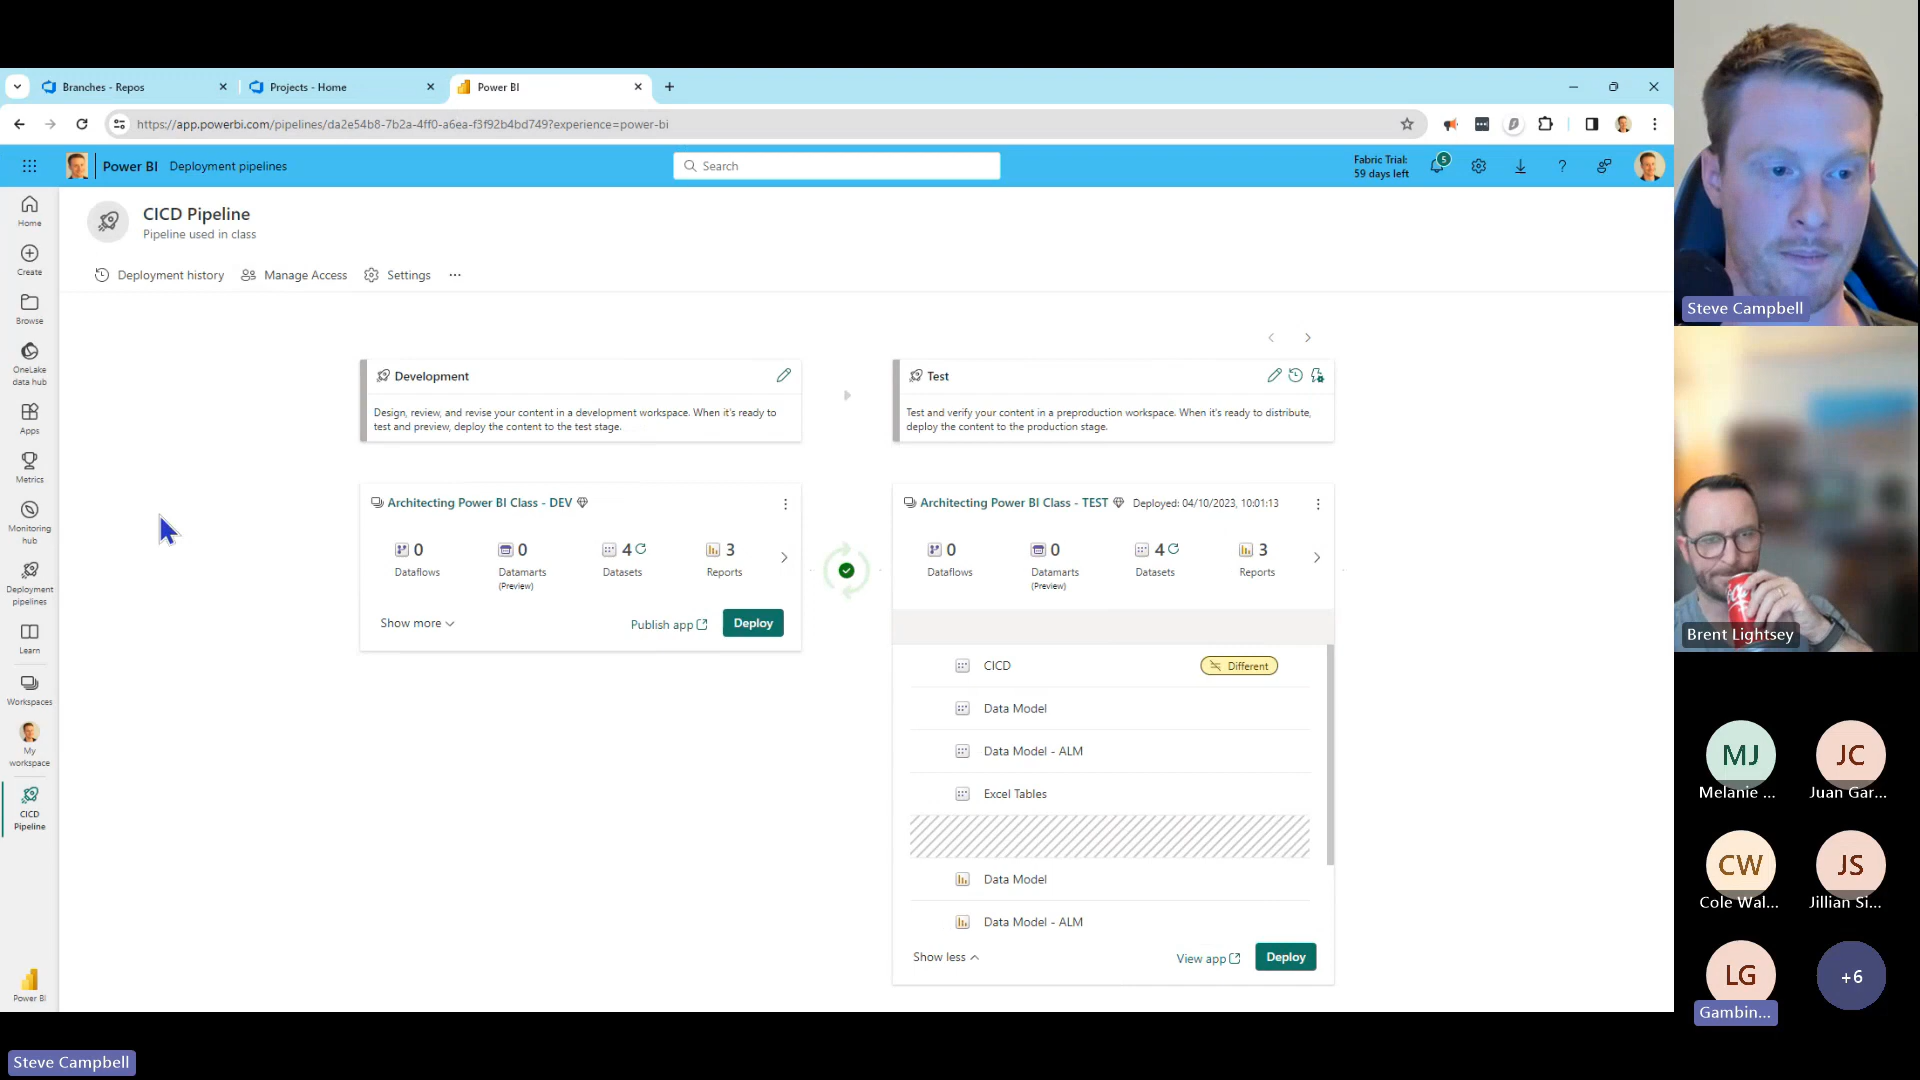 Branches - Repos
Projects - Home
Power BI
https://app.powerbi.com/pipelines/da2e54b8-7b2a-4ff0-a6ea-f3f92b4bd749?experience=power-bi
Power BI Deployment pipelines
Search
Fabric Trial:
59 days left
5
Home
Create
Browse
OneLake
data hub
Apps
Metrics
Monitoring
hub
Deployment
pipelines
Learn
Workspaces
My
workspace
CICD
Pipeline
Power BI
CICD Pipeline
Pipeline used in class
Deployment history
Manage Access
Settings
Development
Design, review, and revise your content in a development workspace. When it's ready to
test and preview, deploy the content to the test stage.
Architecting Power BI Class - DEV
0 0 4 3
Dataflows Datamarts Datasets Reports
(Preview)
Show more
Publish app
Deploy
Test
Test and verify your content in a preproduction workspace. When it's ready to distribute,
deploy the content to the production stage.
Architecting Power BI Class - TEST Deployed: 04/10/2023, 10:01:13
0 0 4 3
Dataflows Datamarts Datasets Reports
(Preview)
CICD Different
Data Model
Data Model - ALM
Excel Tables
Data Model
Data Model - ALM
Show less
View app
Deploy
Steve Campbell
Brent Lightsey
MJ
Melanie ...
JC
Juan Gar...
CW
Cole Wal...
JS
Jillian Si...
LG
Gambin...
+6
Steve Campbell